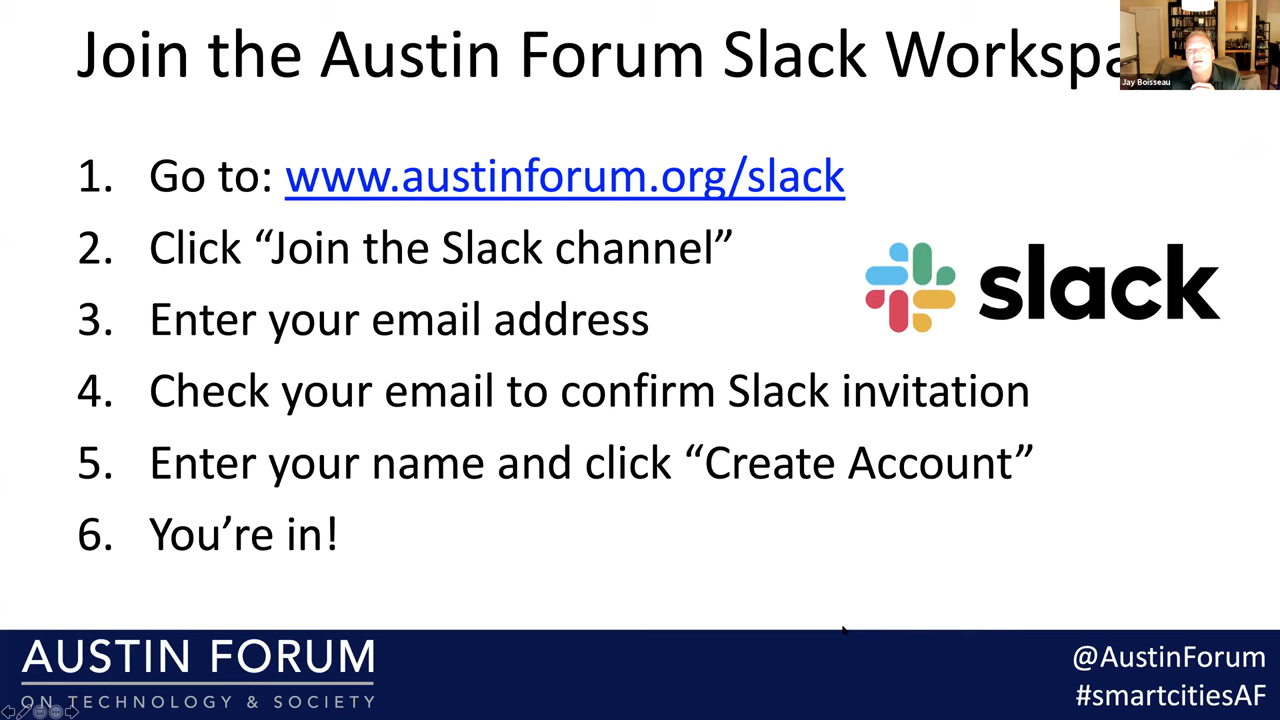 Join the Austin Forum Slack Workspa
Jay Boisseau
1. Go to: www.austinforum.org/slack
2. Click “Join the Slack channel”
3. Enter your email address
4. Check your email to confirm Slack invitation
5. Enter your name and click “Create Account”
6. You’re in!
slack
AUSTIN FORUM
ON TECHNOLOGY & SOCIETY
@AustinForum
#smartcitiesAF